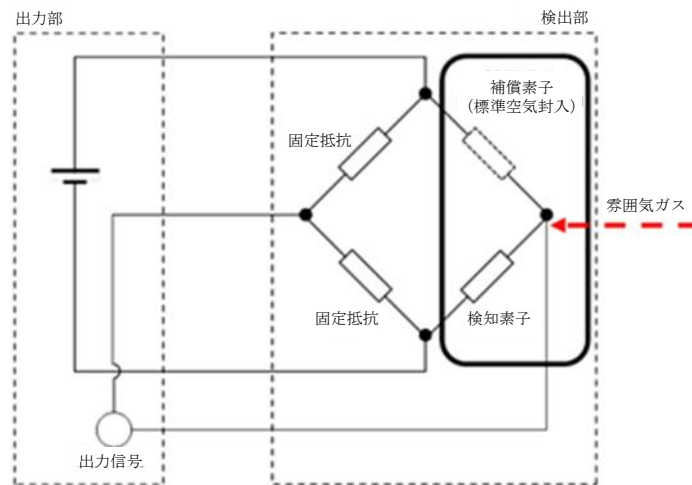 出力部
検出部
補償素子
（標準空気封入）
固定抵抗
雰囲気ガス
固定抵抗
検知素子
出力信号